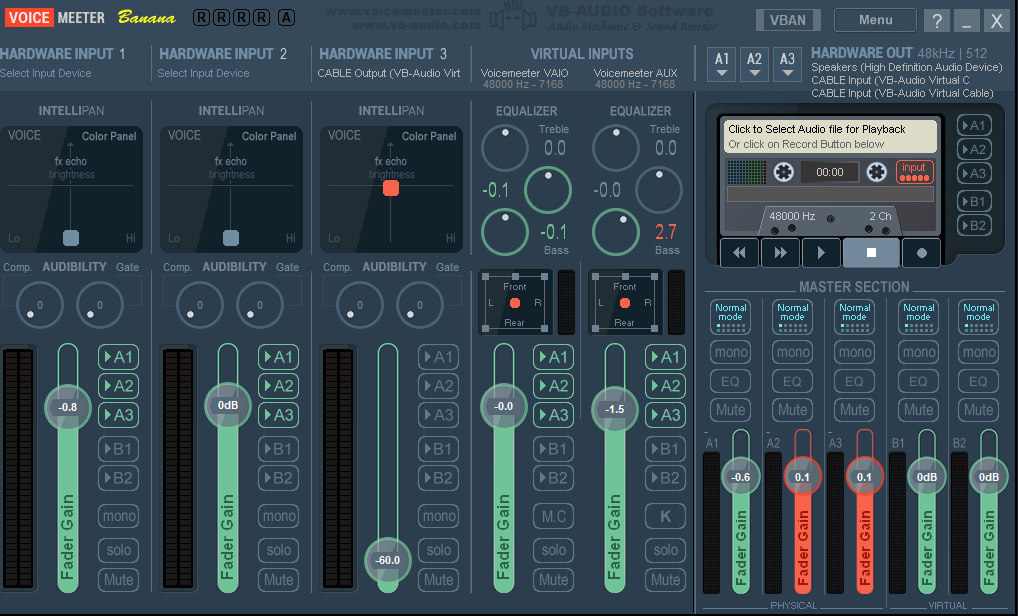 VOICE MEETER Banana R R R R A
www.voicemeeter.com
www.vb-audio.com
VB-AUDIO Software
Audio Mechanic & Sound Breeder
VBAN Menu ? _ X
HARDWARE INPUT 1
Select Input Device
HARDWARE INPUT 2
Select Input Device
HARDWARE INPUT 3
CABLE Output (VB-Audio Virt
VIRTUAL INPUTS
Voicemeeter VAIO
48000 Hz - 7168
Voicemeeter AUX
48000 Hz - 7168
A1 A2 A3
HARDWARE OUT 48kHz | 512
Speakers (High Definition Audio Device)
CABLE Input (VB-Audio Virtual C
CABLE Input (VB-Audio Virtual Cable)
INTELLIPAN
VOICE Color Panel
fx echo
brightness
Lo Hi
INTELLIPAN
VOICE Color Panel
fx echo
brightness
Lo Hi
INTELLIPAN
VOICE Color Panel
fx echo
brightness
Lo Hi
EQUALIZER
Treble
0.0
-0.1
-0.1
Bass
EQUALIZER
Treble
0.0
-0.0
2.7
Bass
Click to Select Audio file for Playback
Or click on Record Button below
00:00
input
48000 Hz 2 Ch
A1
A2
A3
B1
B2
Comp. AUDIBILITY Gate
0 0
Comp. AUDIBILITY Gate
0 0
Comp. AUDIBILITY Gate
0 0
Front
L R
Rear
Front
L R
Rear
MASTER SECTION
Normal mode
Normal mode
Normal mode
Normal mode
Normal mode
mono mono mono mono mono
EQ EQ EQ EQ EQ
Mute Mute Mute Mute Mute
-0.8
Fader Gain
A1
A2
A3
B1
B2
mono
solo
Mute
0dB
Fader Gain
A1
A2
A3
B1
B2
mono
solo
Mute
-60.0
A1
A2
A3
B1
B2
mono
solo
Mute
-0.0
Fader Gain
A1
A2
A3
B1
B2
M.C
solo
Mute
-1.5
Fader Gain
A1
A2
A3
B1
B2
K
solo
Mute
A1 A2 A3 B1 B2
-0.6 0.1 0.1 0dB 0dB
Fader Gain Fader Gain Fader Gain Fader Gain Fader Gain
PHYSICAL VIRTUAL